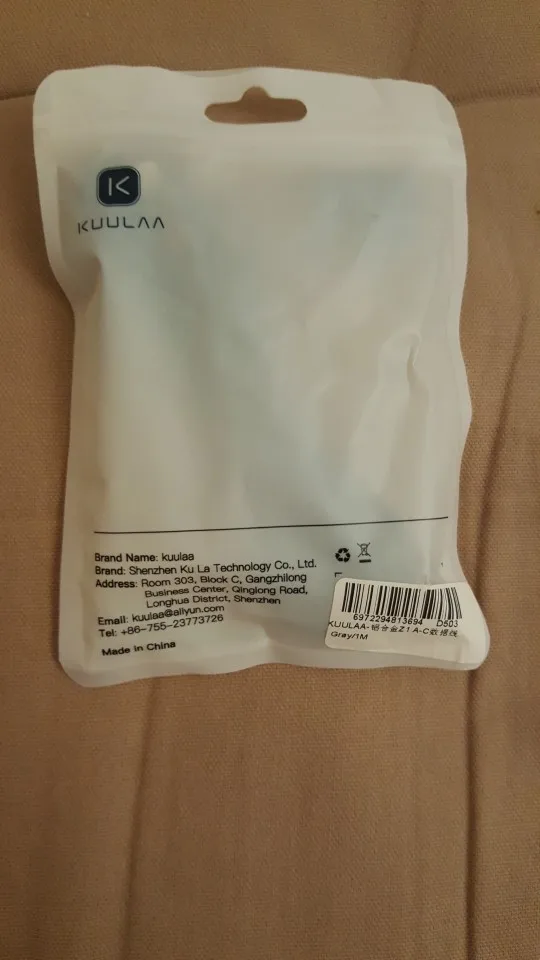 K
KUULAA
Brand Name: kuulaa
Brand: Shenzhen Ku La Technology Co., Ltd.
Address: Room 303, Block C, Gangzhilong
Business Center, Qinglong Road,
Longhua District, Shenzhen
Email: kuulaa@aliyun.com
Tel: +86-755-23773726
Made in China
6972294813694 D503
KUULAA-铝合金Z1 A-C数据线
Gray/1M